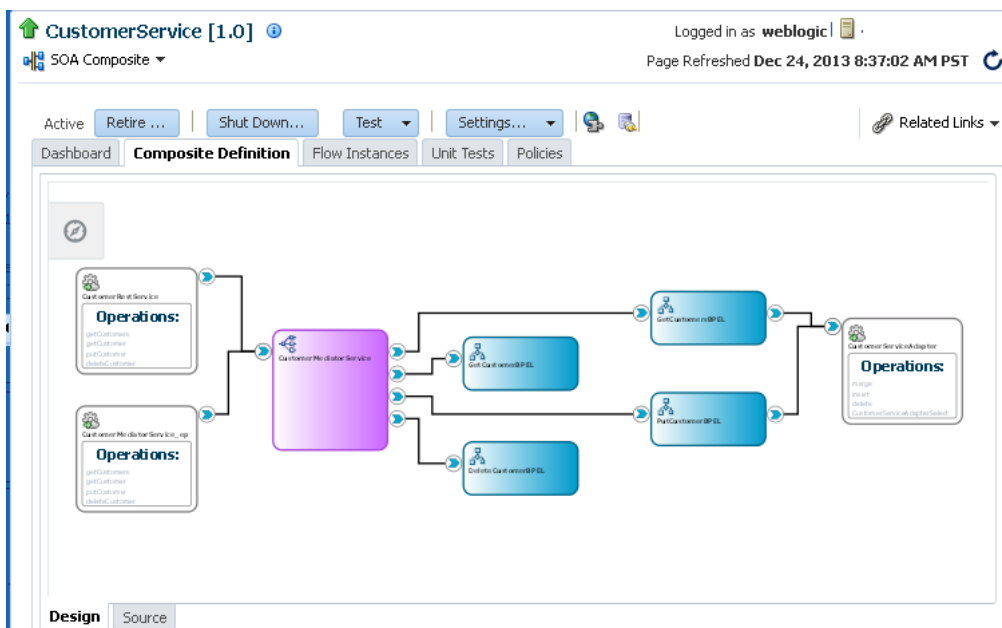 CustomerService [1.0]
Logged in as weblogic
SOA Composite
Page Refreshed Dec 24, 2013 8:37:02 AM PST
Active Retire ... Shut Down... Test Settings... Related Links
Dashboard Composite Definition Flow Instances Unit Tests Policies
CustomerRestService
Operations:
getCustomers
getCustomer
putCustomer
deleteCustomer
CustomerMediatorService_ep
Operations:
getCustomers
getCustomer
putCustomer
deleteCustomer
CustomerMediatorService
GetCustomerBPEL
DeleteCustomerBPEL
GetCustomersBPEL
PutCustomerBPEL
CustomerServiceAdapter
Operations:
merge
insert
delete
CustomerServiceAdapterSelect
Design Source